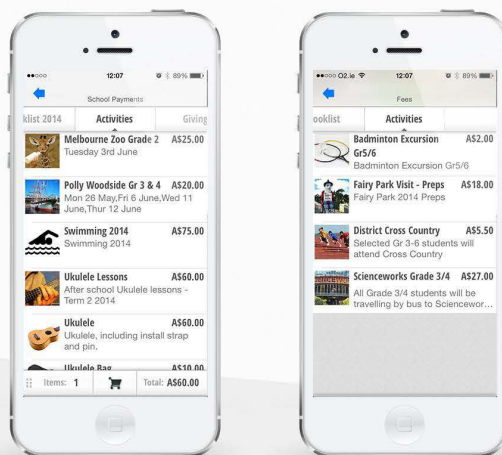 12:07
89%
School Payments
klist 2014
Activities
Giving
Melbourne Zoo Grade 2 A$25.00
Tuesday 3rd June
Polly Woodside Gr 3 & 4 A$20.00
Mon 26 May,Fri 6 June,Wed 11
June,Thur 12 June
Swimming 2014 A$75.00
Swimming 2014
Ukulele Lessons A$60.00
After school Ukulele lessons -
Term 2 2014
Ukulele A$60.00
Ukulele, including install strap
and pin.
Ukulele Bag A$10.00
Items: 1 Total: A$60.00
O2.ie 12:07 89%
Fees
ooklist
Activities
Badminton Excursion A$2.00
Gr5/6
Badminton Excursion Gr5/6
Fairy Park Visit - Preps A$18.00
Fairy Park 2014 Preps
District Cross Country A$5.50
Selected Gr 3-6 students will
attend Cross Country
Scienceworks Grade 3/4 A$27.00
All Grade 3/4 students will be
travelling by bus to Sciencewor...